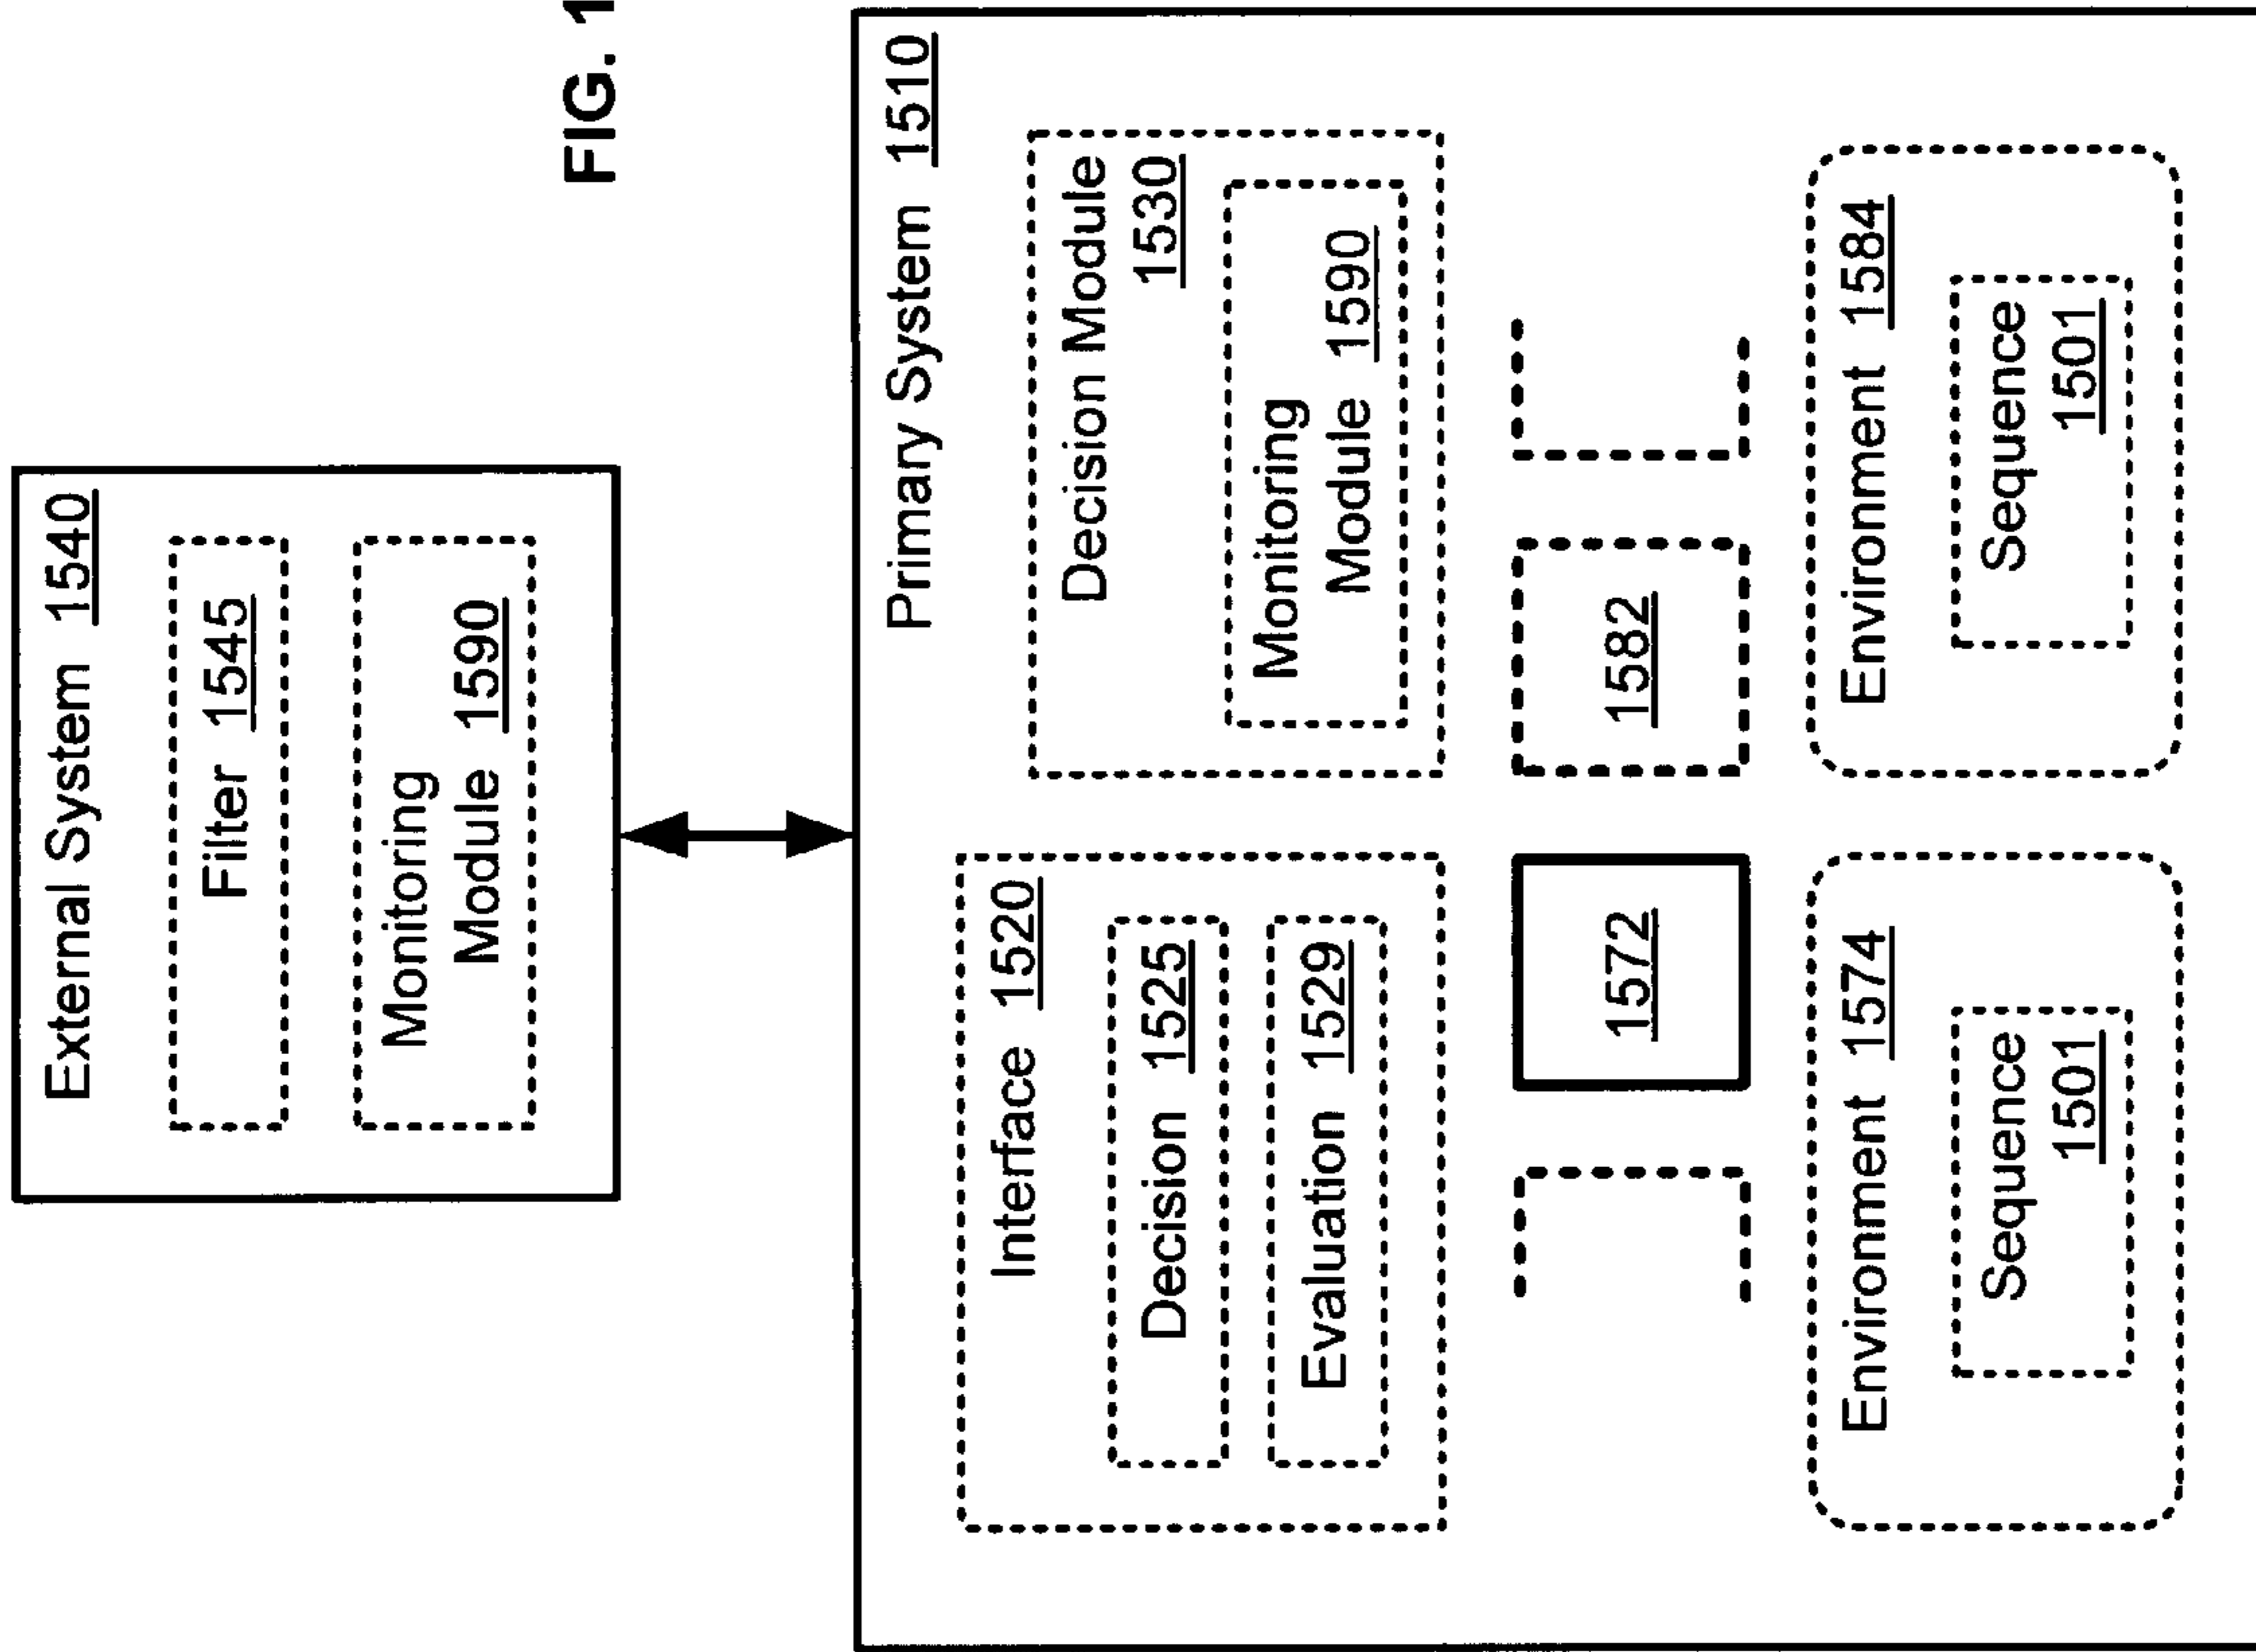 External System 1540
Filter 1545
Monitoring
Module 1590
FIG. 1
Primary System 1510
Interface 1520
Decision 1525
Evaluation 1529
Decision Module
1530
Monitoring
Module 1590
1572
1582
Environment 1574
Sequence
1501
Environment 1584
Sequence
1501